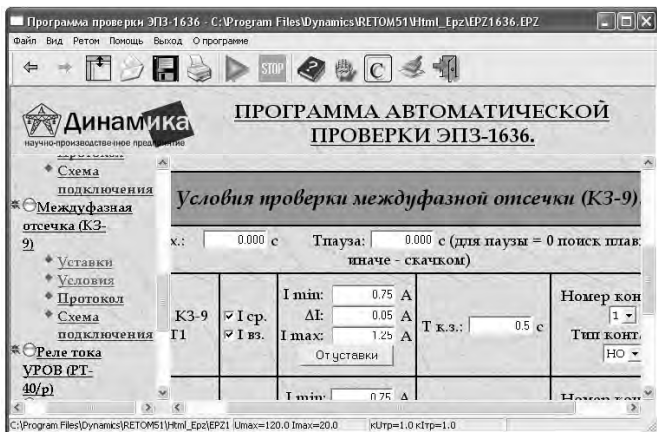 Программа проверки ЭПЗ-1636 - C:\Program Files\Dynamics\RETOM51\Html_Epz\EPZ1636.EPZ
Файл Вид Ретом Помощь Выход О программе
STOP C
Динамика
научно-производственное предприятие
ПРОГРАММА АВТОМАТИЧЕСКОЙ
ПРОВЕРКИ ЭПЗ-1636.
Протокол
Схема
подключения
Междуфазная
отсечка (КЗ-
9)
Уставки
Условия
Протокол
Схема
подключения
Реле тока
УРОВ (РТ-
40/р)
Условия проверки междуфазной отсечки (КЗ-9)
х.: 0.000 с Тпауза: 0.000 с (для паузы = 0 поиск плав
иначе - скачком)
КЗ-9
Т1
I ср.
I вз.
I min: 0.75 А
ΔI: 0.05 А
I max: 1.25 А
От уставки
Т к.з.: 0.5 с
Номер кон
1
Тип конт
НО
I min: 0.75 А
Номер кон
C:\Program Files\Dynamics\RETOM51\Html_Epz\EPZ1 Umax=120.0 Imax=20.0 кUтр=1.0 кIтр=1.0